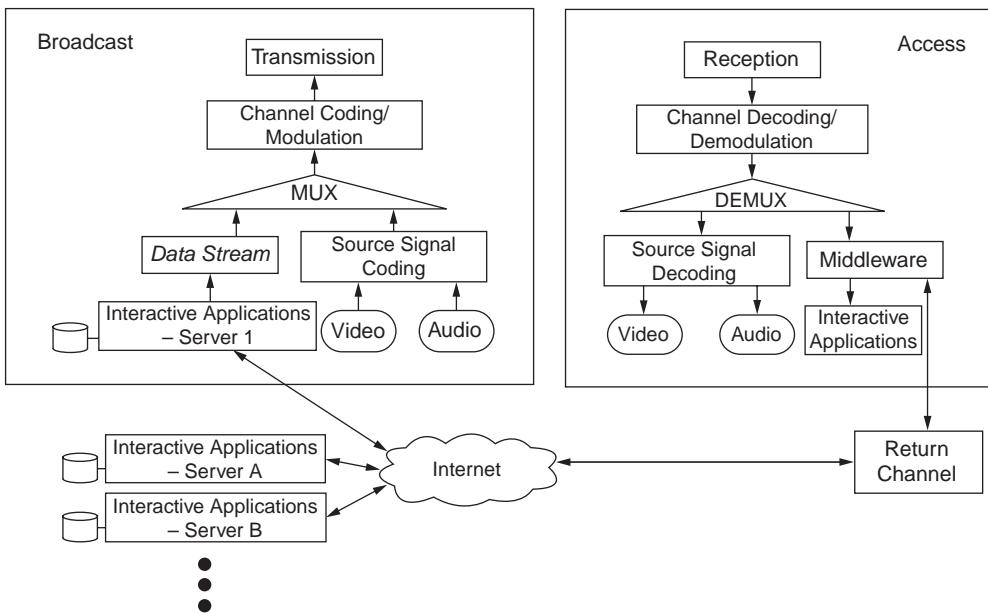 Broadcast
Transmission
Channel Coding/
Modulation
MUX
Data Stream
Source Signal
Coding
Interactive Applications
– Server 1
Video
Audio
Access
Reception
Channel Decoding/
Demodulation
DEMUX
Source Signal
Decoding
Middleware
Video
Audio
Interactive
Applications
Interactive Applications
– Server A
Interactive Applications
– Server B
Internet
Return
Channel